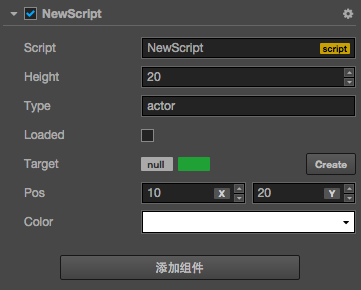 NewScript
Script NewScript script
Height 20
Type actor
Loaded
Target null Create
Pos 10 X 20 Y
Color
添加组件